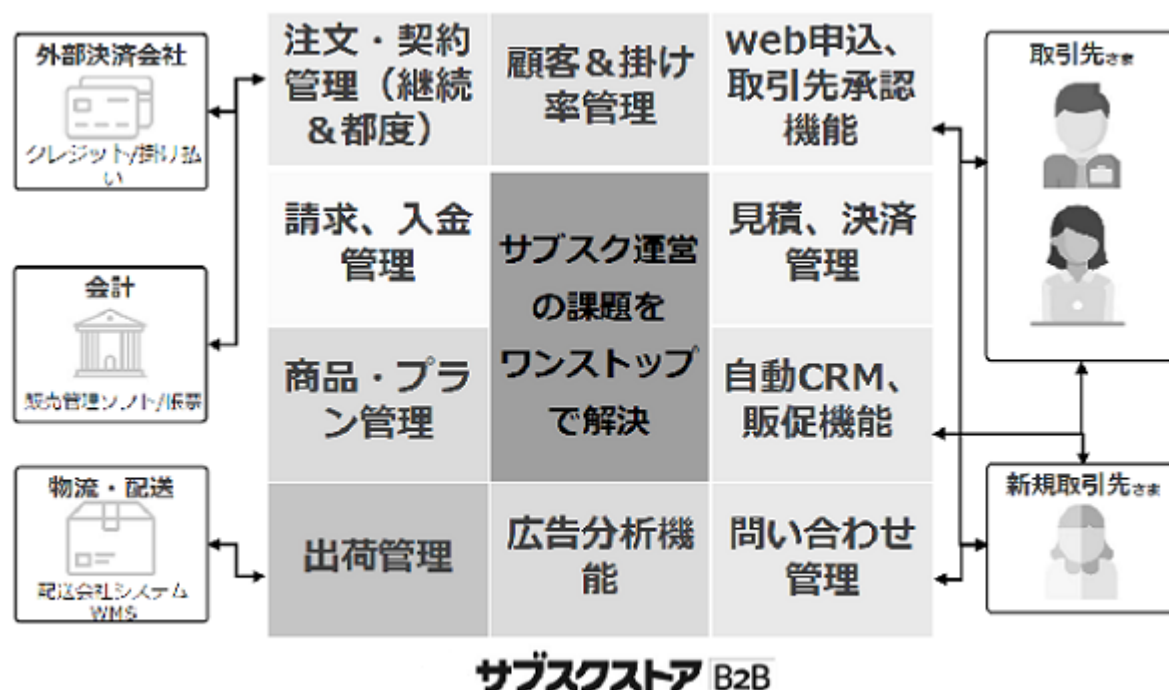 外部決済会社
クレジット/掛け払
い
会計
販売管理ソフト/帳票
物流・配送
配送会社システム
WMS
注文・契約
管理（継続
＆都度）
顧客＆掛け
率管理
web申込、
取引先承認
機能
請求、入金
管理
サブスク運営
の課題を
ワンストップ
で解決
見積、決済
管理
商品・プラ
ン管理
自動CRM、
販促機能
出荷管理
広告分析機
能
問い合わせ
管理
取引先さま
新規取引先さま
サブスクストア B2B